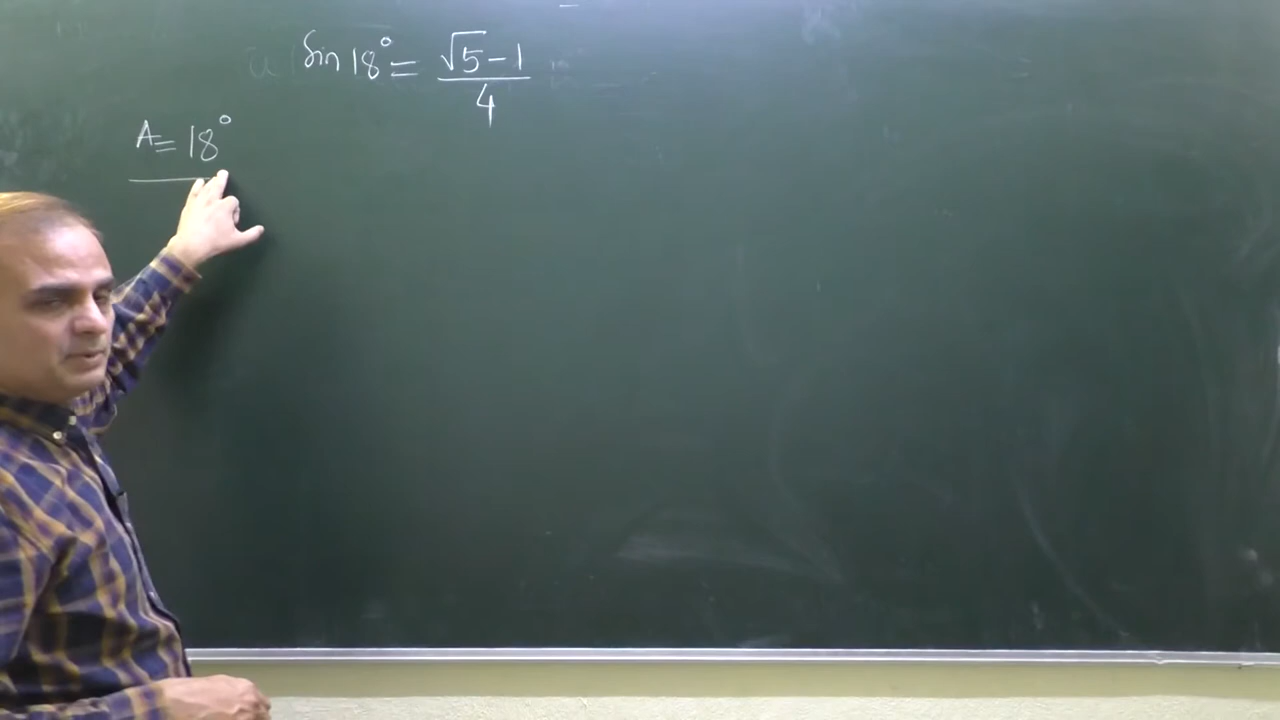 sin 18° = √5 - 1 / 4
A = 18°